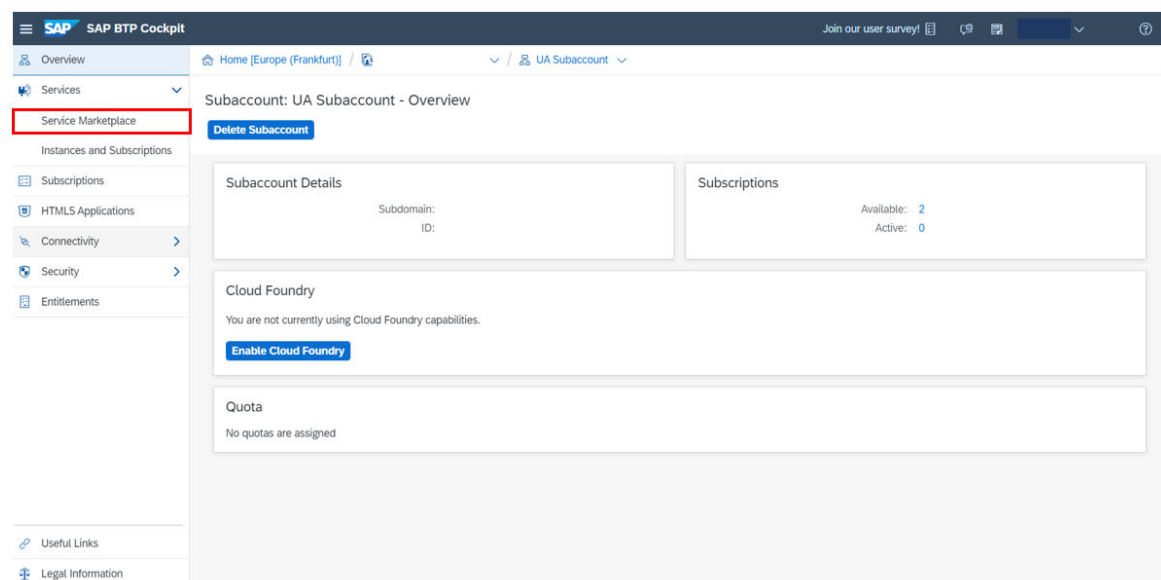 SAP SAP BTP Cockpit
Join our user survey!
Overview
Home [Europe (Frankfurt)] / / UA Subaccount
Services
Service Marketplace
Instances and Subscriptions
Subscriptions
HTML5 Applications
Connectivity
Security
Entitlements
Useful Links
Legal Information
Subaccount: UA Subaccount - Overview
Delete Subaccount
Subaccount Details
Subdomain:
ID:
Subscriptions
Available: 2
Active: 0
Cloud Foundry
You are not currently using Cloud Foundry capabilities.
Enable Cloud Foundry
Quota
No quotas are assigned